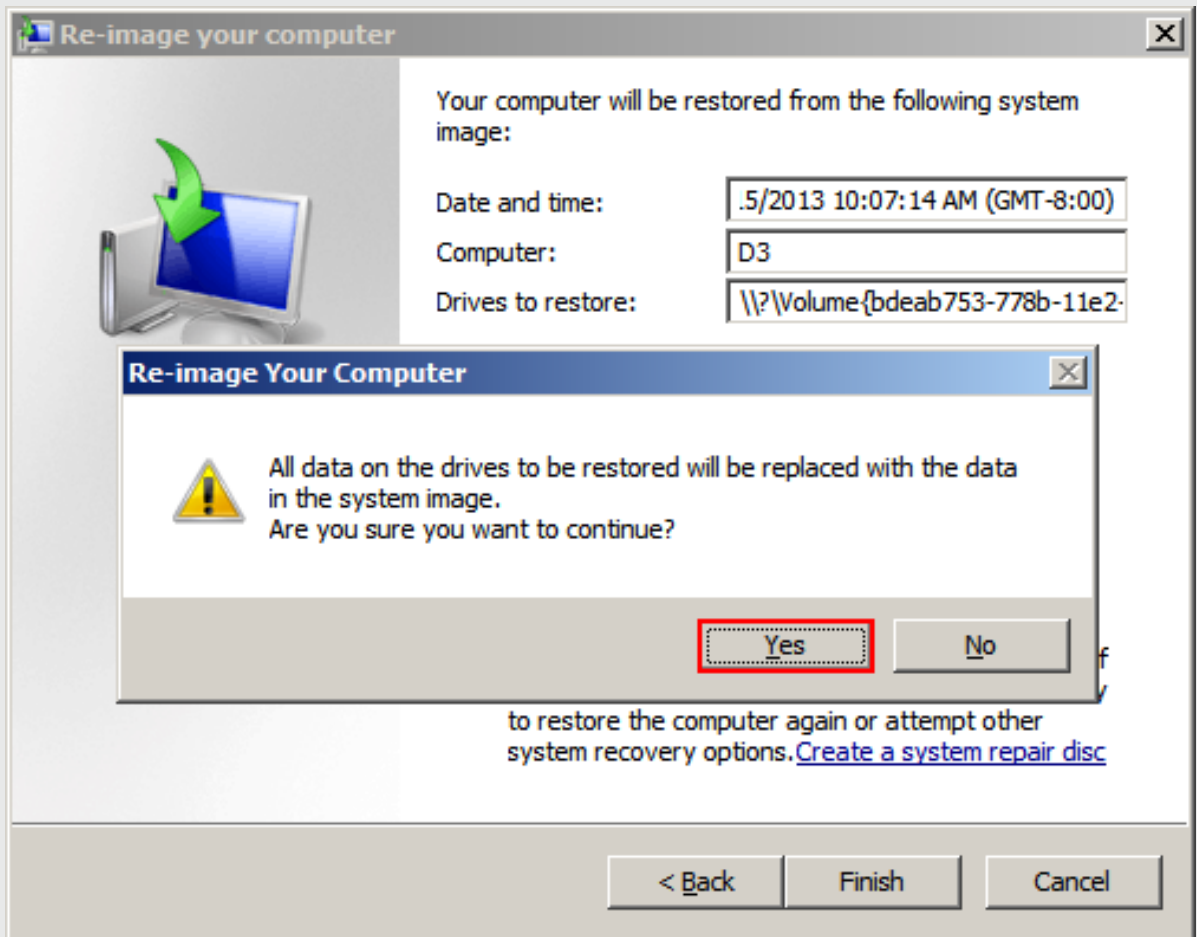 Re-image your computer
Your computer will be restored from the following system
image:
Date and time:
.5/2013 10:07:14 AM (GMT-8:00)
Computer:
D3
Drives to restore:
\\?\Volume{bdeab753-778b-11e2-
Re-image Your Computer
All data on the drives to be restored will be replaced with the data
in the system image.
Are you sure you want to continue?
Yes
No
to restore the computer again or attempt other
system recovery options. Create a system repair disc
< Back
Finish
Cancel